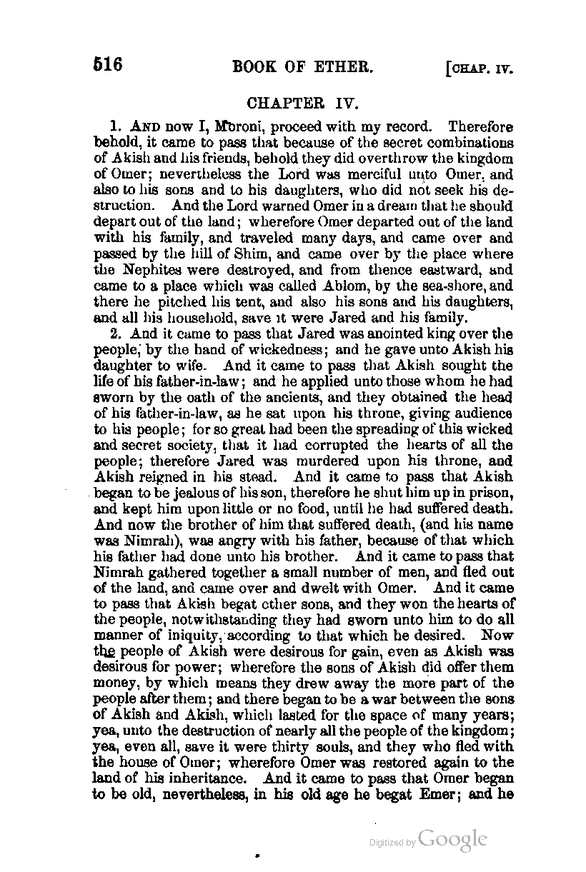 516 BOOK OF ETHER. [CHAP. IV.
CHAPTER IV.
1. AND now I, Moroni, proceed with my record. Therefore
behold, it came to pass that because of the secret combinations
of Akish and his friends, behold they did overthrow the kingdom
of Omer; nevertheless the Lord was merciful unto Omer, and
also to his sons and to his daughters, who did not seek his de-
struction. And the Lord warned Omer in a dream that he should
depart out of the land; wherefore Omer departed out of the land
with his family, and traveled many days, and came over and
passed by the hill of Shim, and came over by the place where
the Nephites were destroyed, and from thence eastward, and
came to a place which was called Ablom, by the sea-shore, and
there he pitched his tent, and also his sons and his daughters,
and all his household, save it were Jared and his family.
2. And it came to pass that Jared was anointed king over the
people, by the hand of wickedness; and he gave unto Akish his
daughter to wife. And it came to pass that Akish sought the
life of his father-in-law; and he applied unto those whom he had
sworn by the oath of the ancients, and they obtained the head
of his father-in-law, as he sat upon his throne, giving audience
to his people; for so great had been the spreading of this wicked
and secret society, that it had corrupted the hearts of all the
people; therefore Jared was murdered upon his throne, and
Akish reigned in his stead. And it came to pass that Akish
began to be jealous of his son, therefore he shut him up in prison,
and kept him upon little or no food, until he had suffered death.
And now the brother of him that suffered death, (and his name
was Nimrah), was angry with his father, because of that which
his father had done unto his brother. And it came to pass that
Nimrah gathered together a small number of men, and fled out
of the land, and came over and dwelt with Omer. And it came
to pass that Akish begat other sons, and they won the hearts of
the people, notwithstanding they had sworn unto him to do all
manner of iniquity, according to that which he desired. Now
the people of Akish were desirous for gain, even as Akish was
desirous for power; wherefore the sons of Akish did offer them
money, by which means they drew away the more part of the
people after them; and there began to be a war between the sons
of Akish and Akish, which lasted for the space of many years;
yea, unto the destruction of nearly all the people of the kingdom;
yea, even all, save it were thirty souls, and they who fled with
the house of Omer; wherefore Omer was restored again to the
land of his inheritance. And it came to pass that Omer began
to be old, nevertheless, in his old age he begat Emer; and he
Digitized by Google